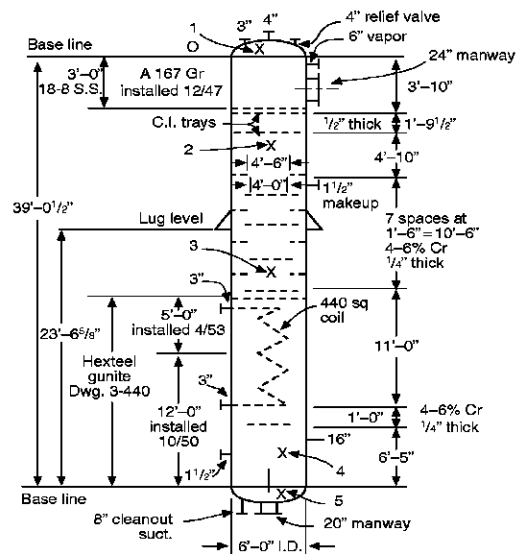 3"
4"
4" relief valve
1
6" vapor
Base line
O
24" manway
3'-0"
18-8 S.S.
A 167 Gr
installed 12/47
3'-10"
C.I. trays
1/2" thick
1'-9 1/2"
2
4'-10"
4'-6"
4'-0"
1 1/2"
makeup
39'-0 1/2"
7 spaces at
1'-6" = 10'-6"
4-6% Cr
1/4" thick
Lug level
3
3"
5'-0"
installed 4/53
440 sq
coil
23'-6 5/8"
11'-0"
Hexteel
gunite
Dwg. 3-440
3"
12'-0"
installed
10/50
1'-0"
4-6% Cr
1/4" thick
16"
6'-5"
1 1/2"
4
Base line
5
8" cleanout
suct.
20" manway
6'-0" I.D.